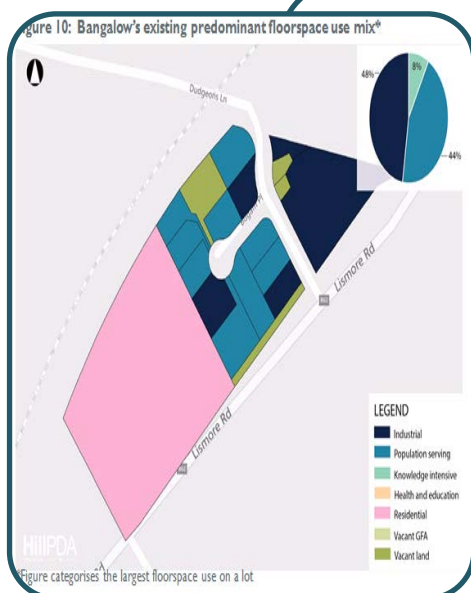 igure 10: Bangalow's existing predominant floorspace use mix*
8%
48%
44%
Dudgeons Ln
Lismore Rd
Lismore Rd
LEGEND
Industrial
Population serving
Knowledge intensive
Health and education
Residential
Vacant GFA
Vacant land
HillPDA
*Figure categorises the largest floorspace use on a lot